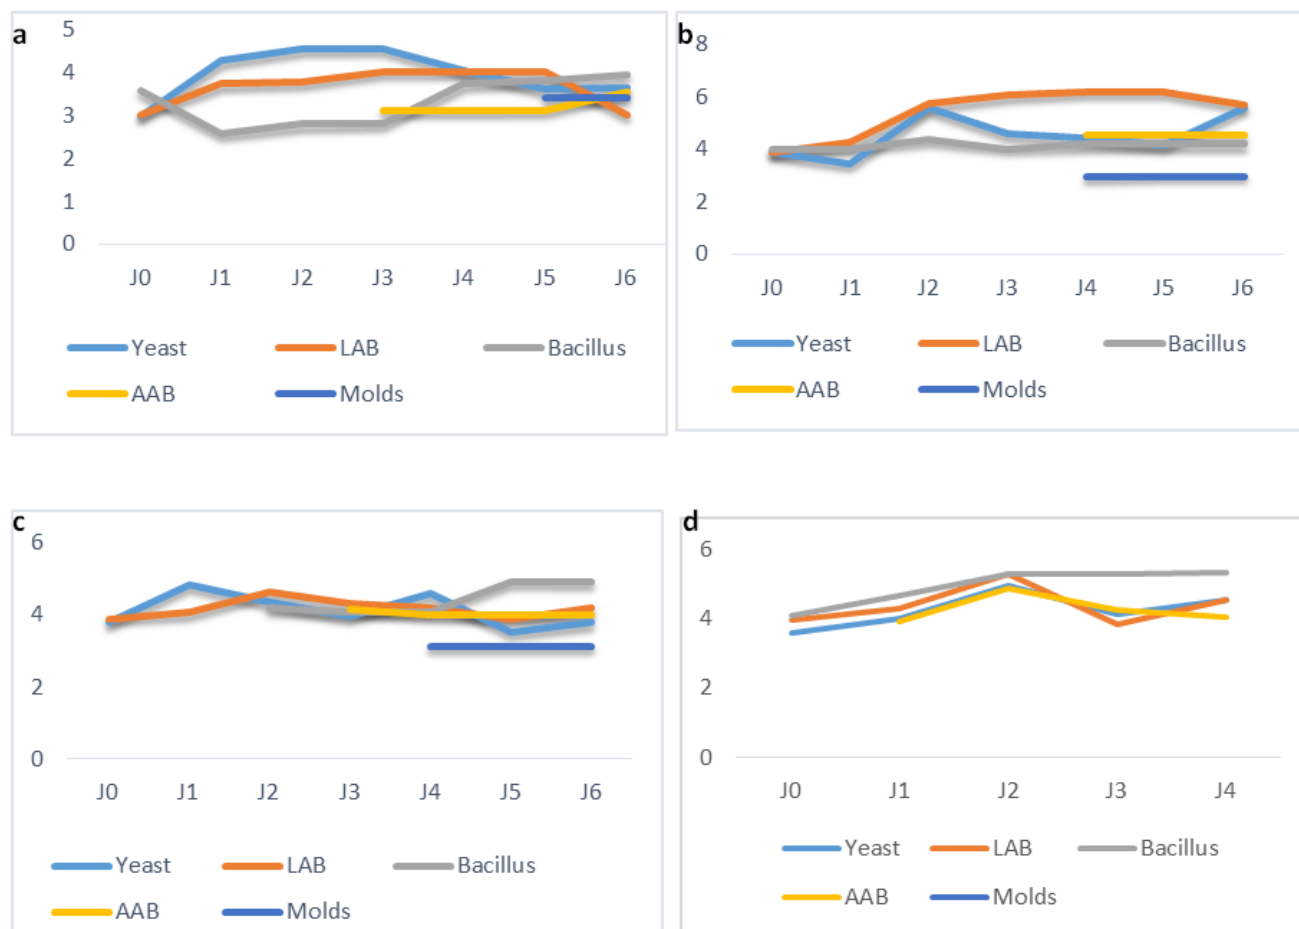 a
5
4
3
2
1
0
J0 J1 J2 J3 J4 J5 J6
Yeast LAB Bacillus
AAB Molds
b
8
6
4
2
0
J0 J1 J2 J3 J4 J5 J6
Yeast LAB Bacillus
AAB Molds
c
6
4
2
0
J0 J1 J2 J3 J4 J5 J6
Yeast LAB Bacillus
AAB Molds
d
6
4
2
0
J0 J1 J2 J3 J4
Yeast LAB Bacillus
AAB Molds